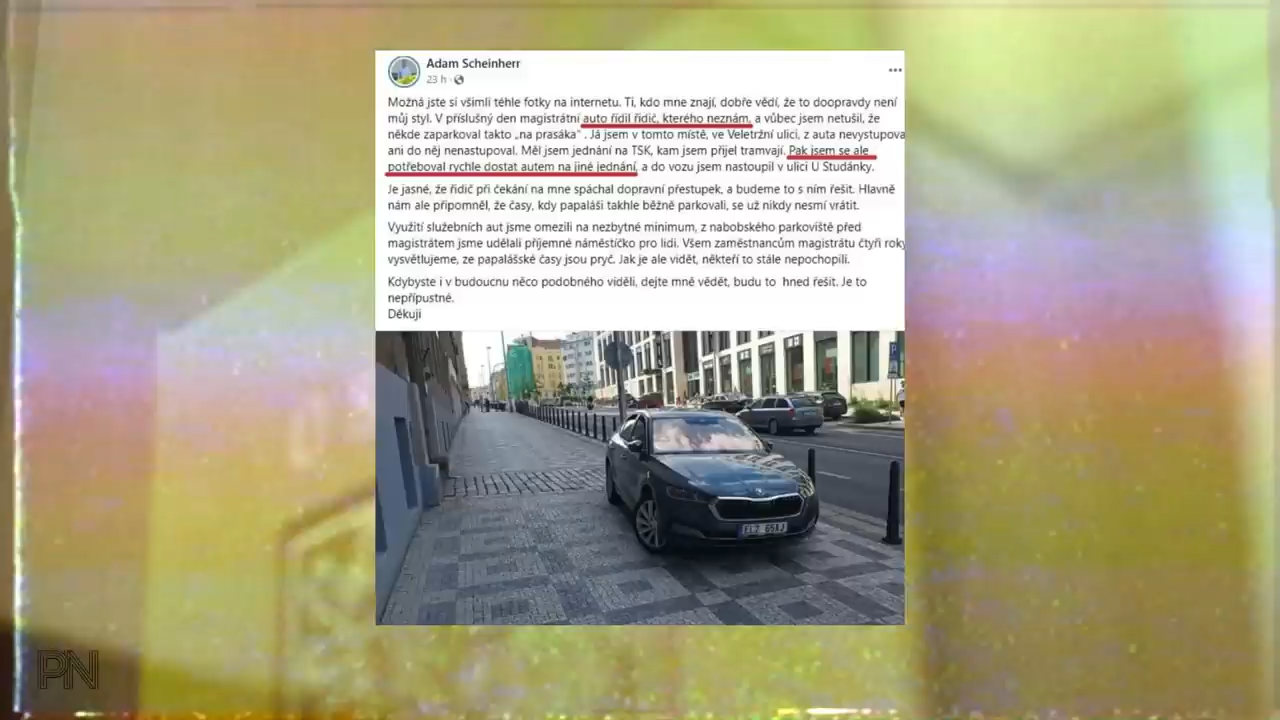 Adam Scheinherr
23 h
Možná jste si všimli téhle fotky na internetu. Ti, kdo mne znají, dobře vědí, že to doopravdy není
můj styl. V příslušný den magistrátní auto řídil řidič, kterého neznám, a vůbec jsem netušil, že
někde zaparkoval takto „na prasáka“ . Já jsem v tomto místě, ve Veletržní ulici, z auta nevystupova
ani do něj nenastupoval. Měl jsem jednání na TSK, kam jsem přijel tramvají. Pak jsem se ale
potřeboval rychle dostat autem na jiné jednání, a do vozu jsem nastoupil v ulici U Studánky.
Je jasné, že řidič při čekání na mne spáchal dopravní přestupek, a budeme to s ním řešit. Hlavně
nám ale připomněl, že časy, kdy papaláši takhle běžně parkovali, se už nikdy nesmí vrátit.
Využití služebních aut jsme omezili na nezbytné minimum, z nabobského parkoviště před
magistrátem jsme udělali příjemné náměstíčko pro lidi. Všem zaměstnancům magistrátu čtyři roky
vysvětlujeme, ze papalášské časy jsou pryč. Jak je ale vidět, někteří to stále nepochopili.
Kdybyste i v budoucnu něco podobného viděli, dejte mně vědět, budu to hned řešit. Je to
nepřípustné.
Děkuji
PN